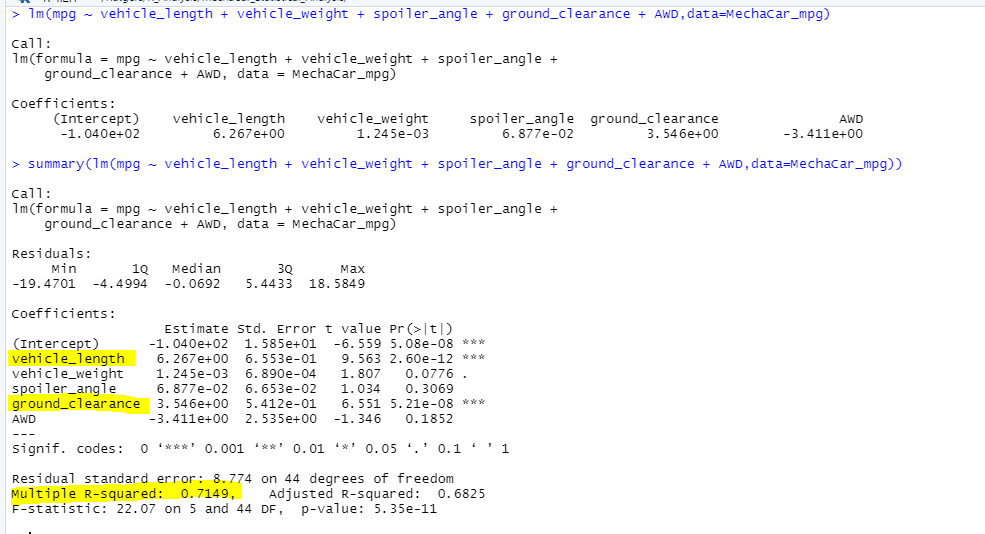 > lm(mpg ~ vehicle_length + vehicle_weight + spoiler_angle + ground_clearance + AWD,data=MechaCar_mpg)
Call:
lm(formula = mpg ~ vehicle_length + vehicle_weight + spoiler_angle +
    ground_clearance + AWD, data = MechaCar_mpg)
Coefficients:
     (Intercept)    vehicle_length    vehicle_weight     spoiler_angle  ground_clearance               AWD
      -1.040e+02         6.267e+00         1.245e-03         6.877e-02         3.546e+00        -3.411e+00
> summary(lm(mpg ~ vehicle_length + vehicle_weight + spoiler_angle + ground_clearance + AWD,data=MechaCar_mpg))
Call:
lm(formula = mpg ~ vehicle_length + vehicle_weight + spoiler_angle +
    ground_clearance + AWD, data = MechaCar_mpg)
Residuals:
     Min       1Q   Median       3Q      Max
-19.4701  -4.4994  -0.0692   5.4433  18.5849
Coefficients:
                   Estimate Std. Error t value Pr(>|t|)
(Intercept)      -1.040e+02  1.585e+01  -6.559 5.08e-08 ***
vehicle_length    6.267e+00  6.553e-01   9.563 2.60e-12 ***
vehicle_weight    1.245e-03  6.890e-04   1.807   0.0776 .
spoiler_angle     6.877e-02  6.653e-02   1.034   0.3069
ground_clearance  3.546e+00  5.412e-01   6.551 5.21e-08 ***
AWD              -3.411e+00  2.535e+00  -1.346   0.1852
---
Signif. codes:  0 ‘***’ 0.001 ‘**’ 0.01 ‘*’ 0.05 ‘.’ 0.1 ‘ ’ 1
Residual standard error: 8.774 on 44 degrees of freedom
Multiple R-squared:  0.7149,    Adjusted R-squared:  0.6825
F-statistic: 22.07 on 5 and 44 DF,  p-value: 5.35e-11